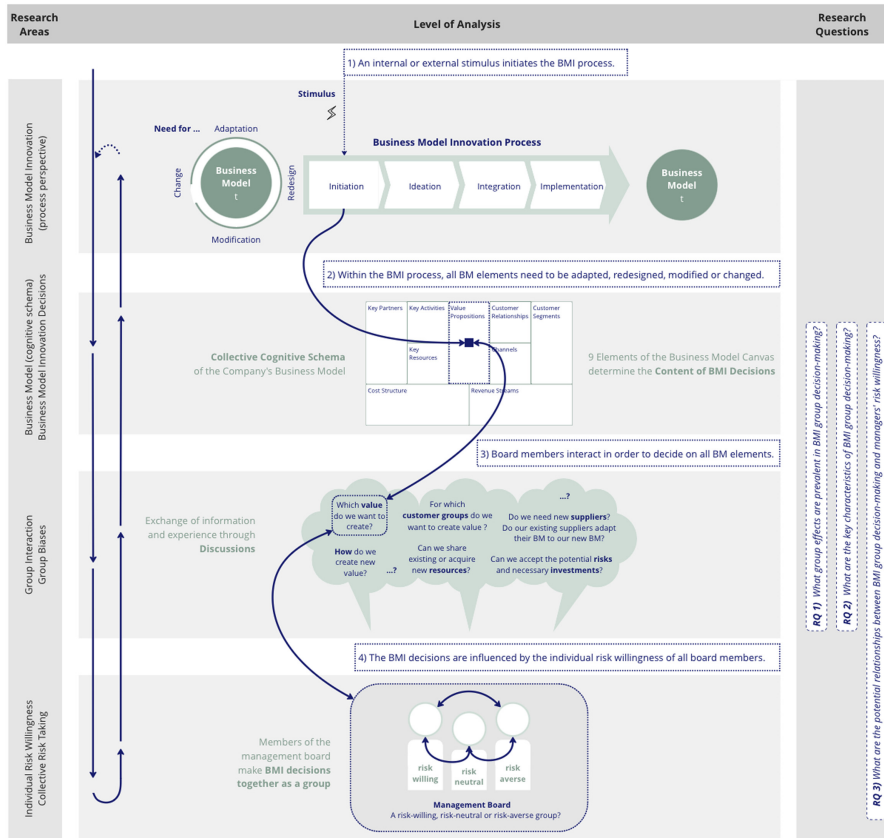 Research
Areas
Level of Analysis
Research
Questions
1) An internal or external stimulus initiates the BMI process.
Business Model Innovation
(process perspective)
Stimulus
Need for ...
Adaptation
Change
Redesign
Modification
Business
Model
t
Business Model Innovation Process
Initiation
Ideation
Integration
Implementation
Business
Model
t
2) Within the BMI process, all BM elements need to be adapted, redesigned, modified or changed.
Business Model (cognitive schema)
Business Model Innovation Decisions
Collective Cognitive Schema
of the Company's Business Model
Key Partners
Key Activities
Value
Propositions
Customer
Relationships
Customer
Segments
Key
Resources
Channels
Cost Structure
Revenue Streams
9 Elements of the Business Model Canvas
determine the Content of BMI Decisions
3) Board members interact in order to decide on all BM elements.
Group Interaction
Group Biases
Exchange of information
and experience through
Discussions
Which value
do we want to
create?
For which
customer groups do we
want to create value ?
...?
Do we need new suppliers?
Do our existing suppliers adapt
their BM to our new BM?
How do we
create new
value?
...?
Can we share
existing or acquire
new resources?
Can we accept the potential risks
and necessary investments?
4) The BMI decisions are influenced by the individual risk willingness of all board members.
Individual Risk Willingness
Collective Risk Taking
Members of the
management board
make BMI decisions
together as a group
risk
willing
risk
neutral
risk
averse
Management Board
A risk-willing, risk-neutral or risk-averse group?
RQ 1) What group effects are prevalent in BMI group decision-making?
RQ 2) What are the key characteristics of BMI group decision-making?
RQ 3) What are the potential relationships between BMI group decision-making and managers' risk willingness?